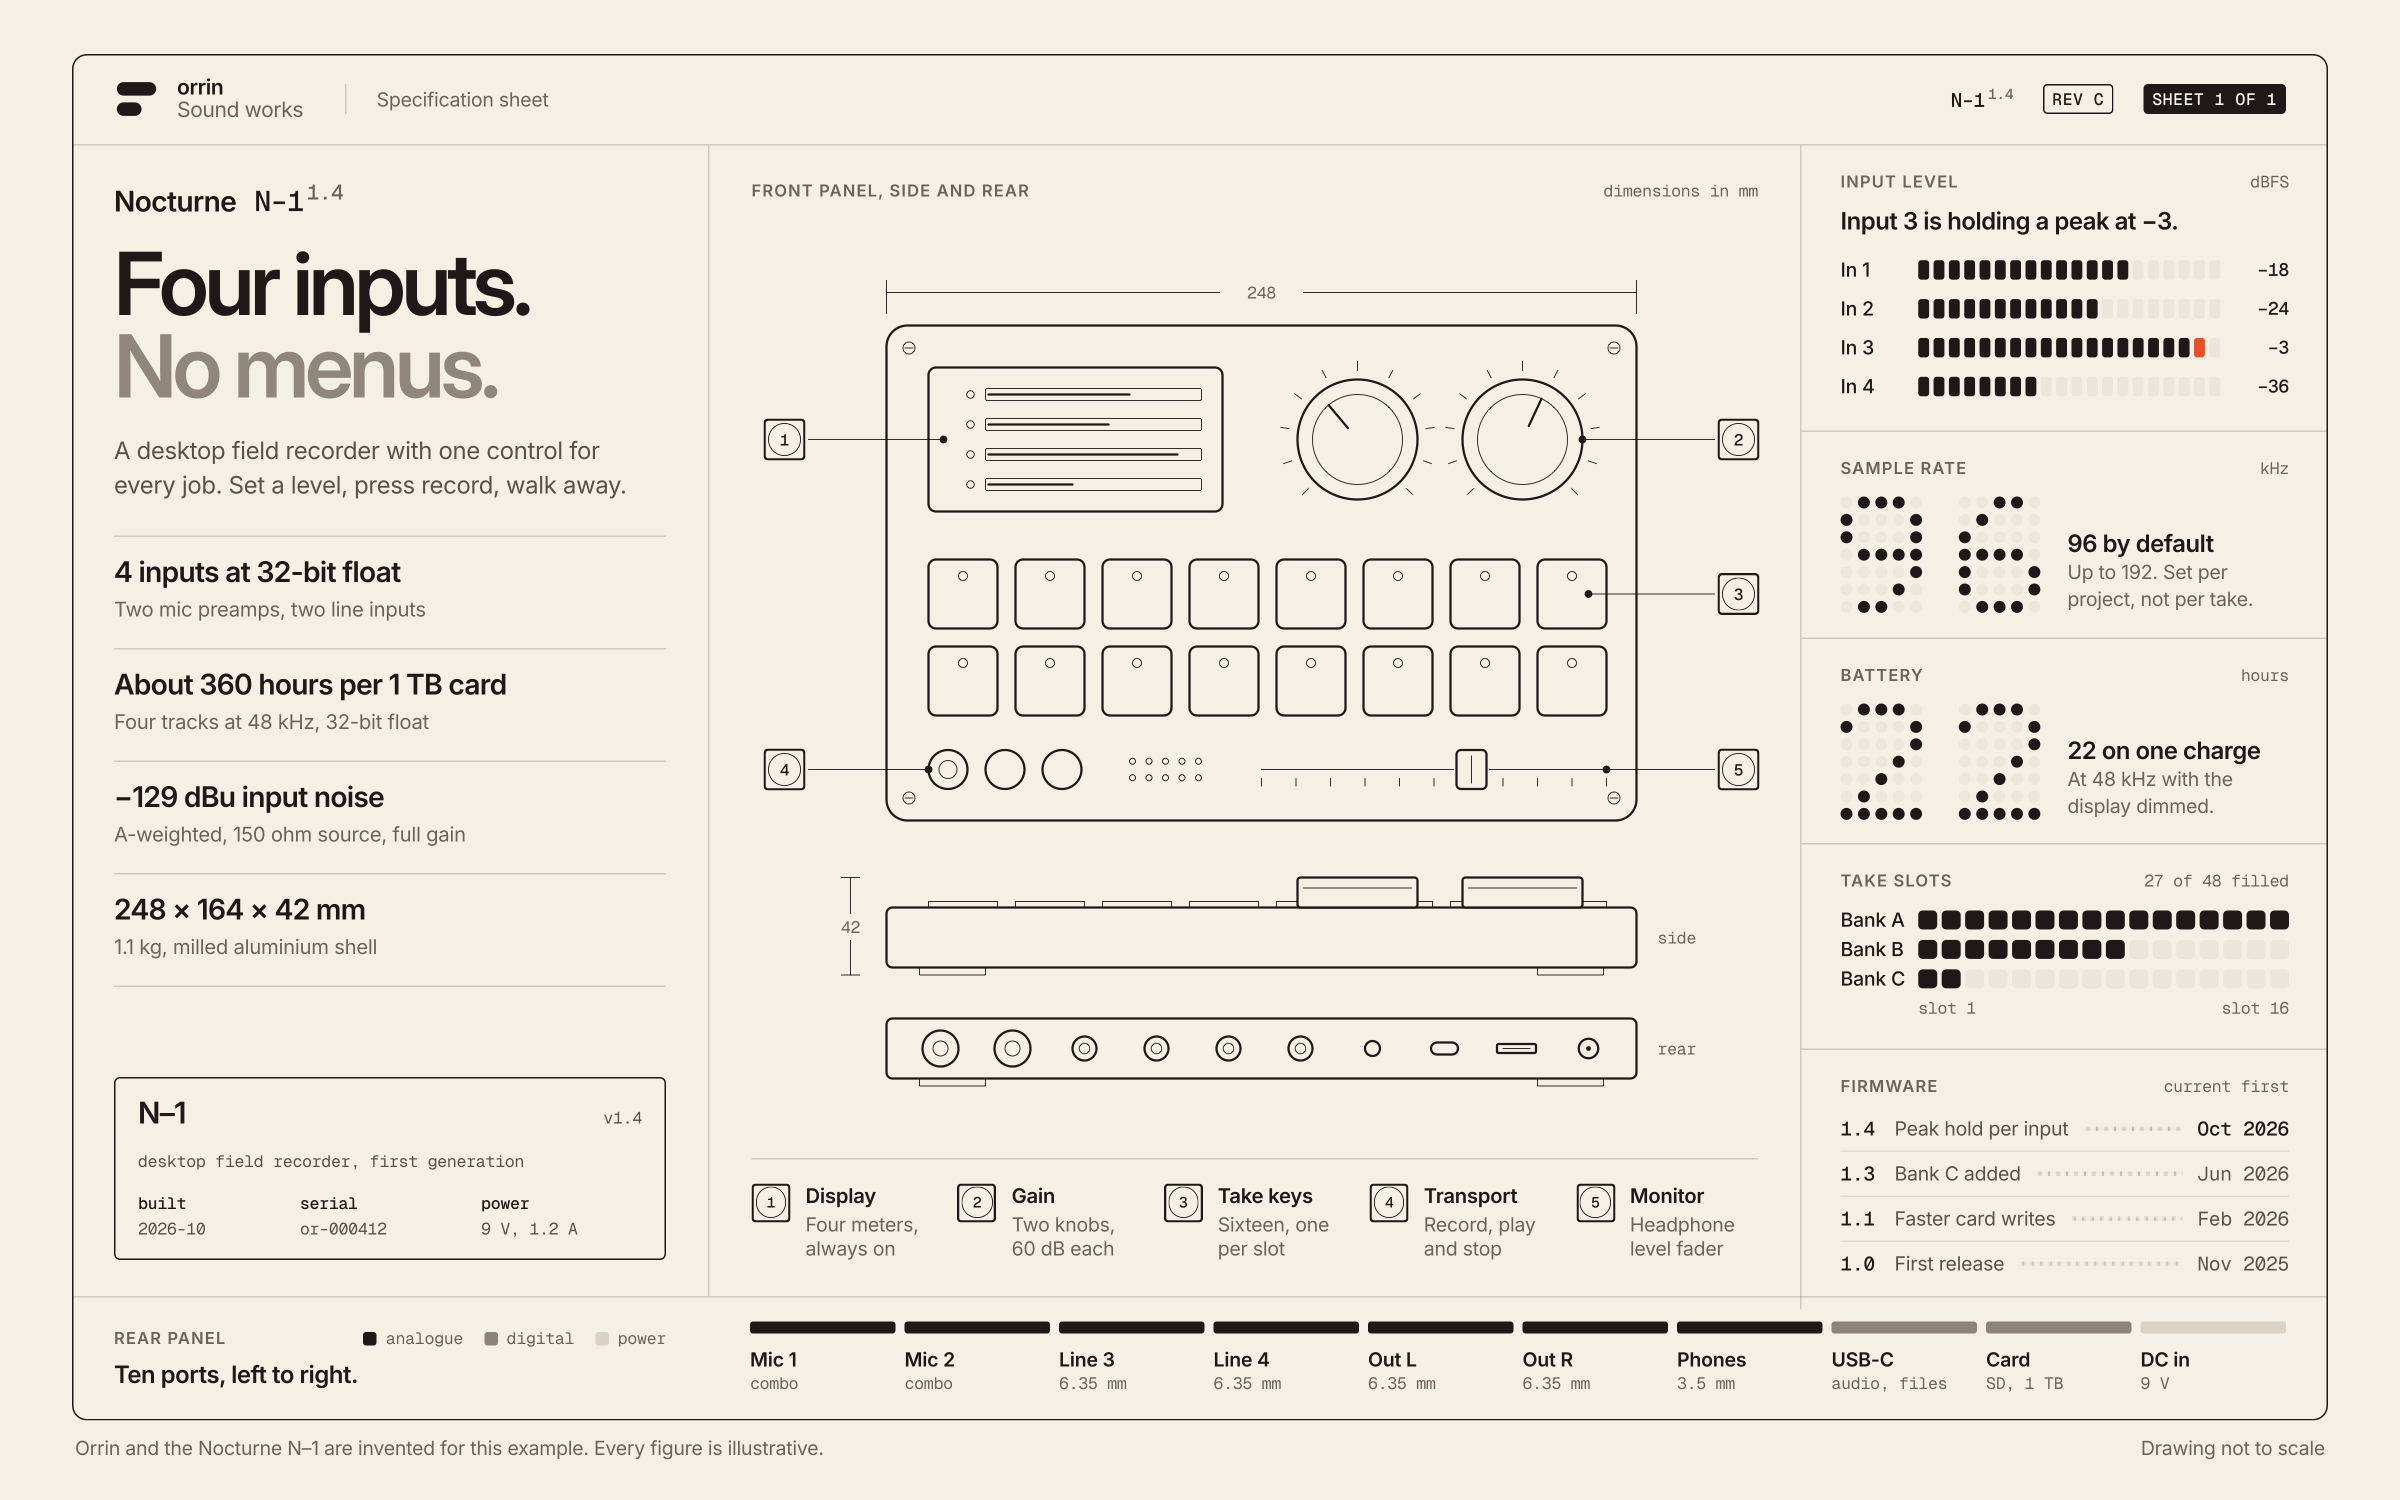 orrin
Sound works
Specification sheet
N–1 1.4
REV C
SHEET 1 OF 1
Nocturne N–1 1.4
Four inputs.
No menus.
A desktop field recorder with one control for
every job. Set a level, press record, walk away.
4 inputs at 32-bit float
Two mic preamps, two line inputs
About 360 hours per 1 TB card
Four tracks at 48 kHz, 32-bit float
−129 dBu input noise
A-weighted, 150 ohm source, full gain
248 × 164 × 42 mm
1.1 kg, milled aluminium shell
N–1
v1.4
desktop field recorder, first generation
built serial power
2026-10 or-000412 9 V, 1.2 A
FRONT PANEL, SIDE AND REAR
dimensions in mm
248
1
2
3
4
5
42
side
rear
1 Display
Four meters,
always on
2 Gain
Two knobs,
60 dB each
3 Take keys
Sixteen, one
per slot
4 Transport
Record, play
and stop
5 Monitor
Headphone
level fader
INPUT LEVEL dBFS
Input 3 is holding a peak at −3.
In 1 −18
In 2 −24
In 3 −3
In 4 −36
SAMPLE RATE kHz
96
96 by default
Up to 192. Set per
project, not per take.
BATTERY hours
22
22 on one charge
At 48 kHz with the
display dimmed.
TAKE SLOTS 27 of 48 filled
Bank A
Bank B
Bank C
slot 1 slot 16
FIRMWARE current first
1.4 Peak hold per input Oct 2026
1.3 Bank C added Jun 2026
1.1 Faster card writes Feb 2026
1.0 First release Nov 2025
REAR PANEL analogue digital power
Ten ports, left to right.
Mic 1
combo
Mic 2
combo
Line 3
6.35 mm
Line 4
6.35 mm
Out L
6.35 mm
Out R
6.35 mm
Phones
3.5 mm
USB-C
audio, files
Card
SD, 1 TB
DC in
9 V
Orrin and the Nocturne N–1 are invented for this example. Every figure is illustrative.
Drawing not to scale